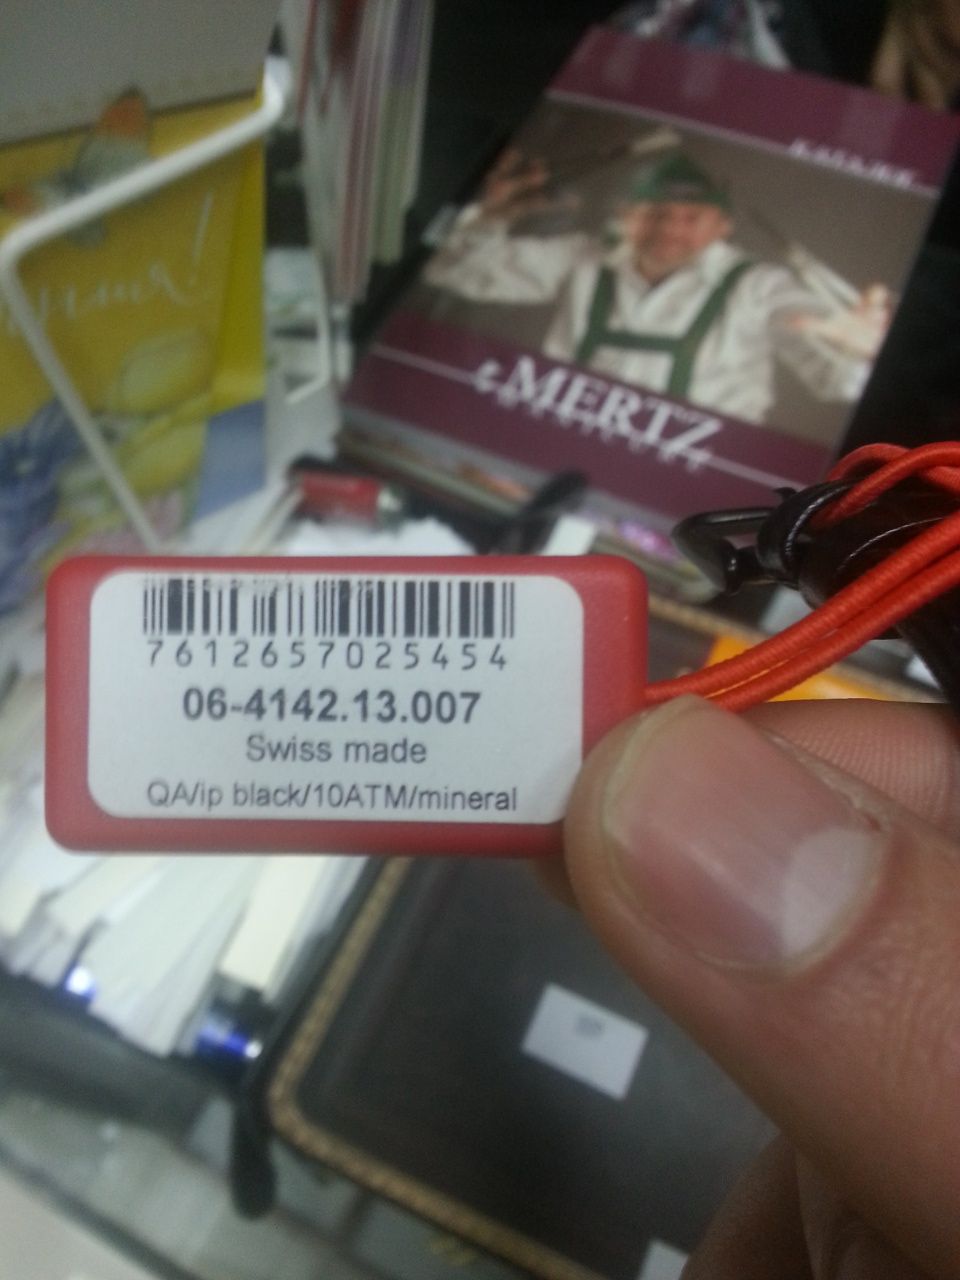 MERTZ
7612657025454
06-4142.13.007
Swiss made
QA/ip black/10ATM/mineral